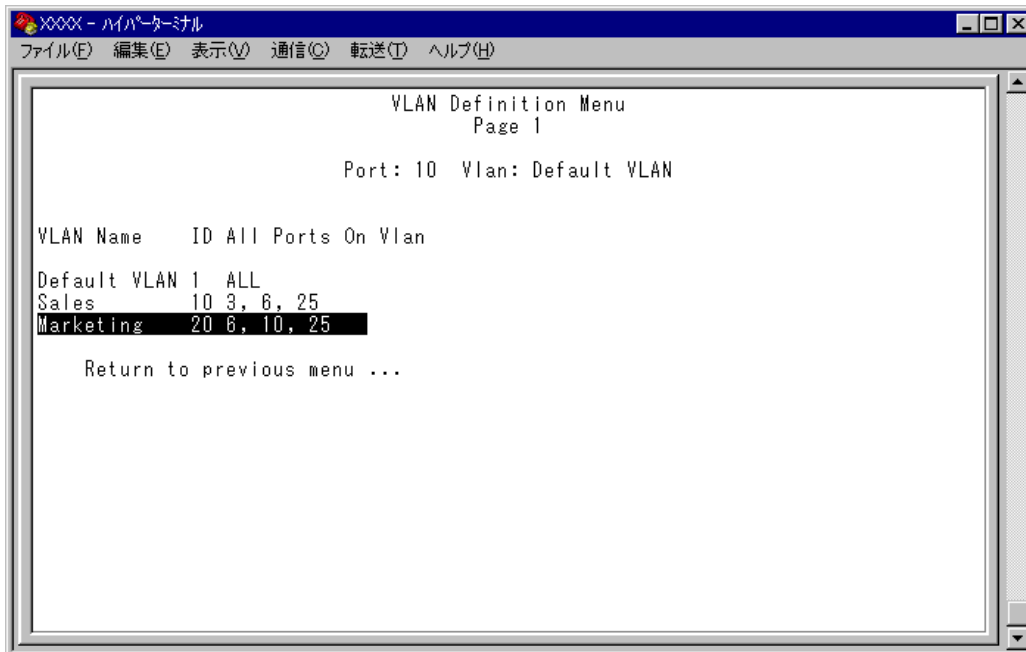 XXXX - ﾊｲﾊﾟｰﾀｰﾐﾅﾙ
ファイル(F) 編集(E) 表示(V) 通信(C) 転送(T) ヘルプ(H)
VLAN Definition Menu
Page 1
Port: 10 Vlan: Default VLAN
VLAN Name ID All Ports On Vlan
Default VLAN 1 ALL
Sales 10 3, 6, 25
Marketing 20 6, 10, 25
Return to previous menu ...